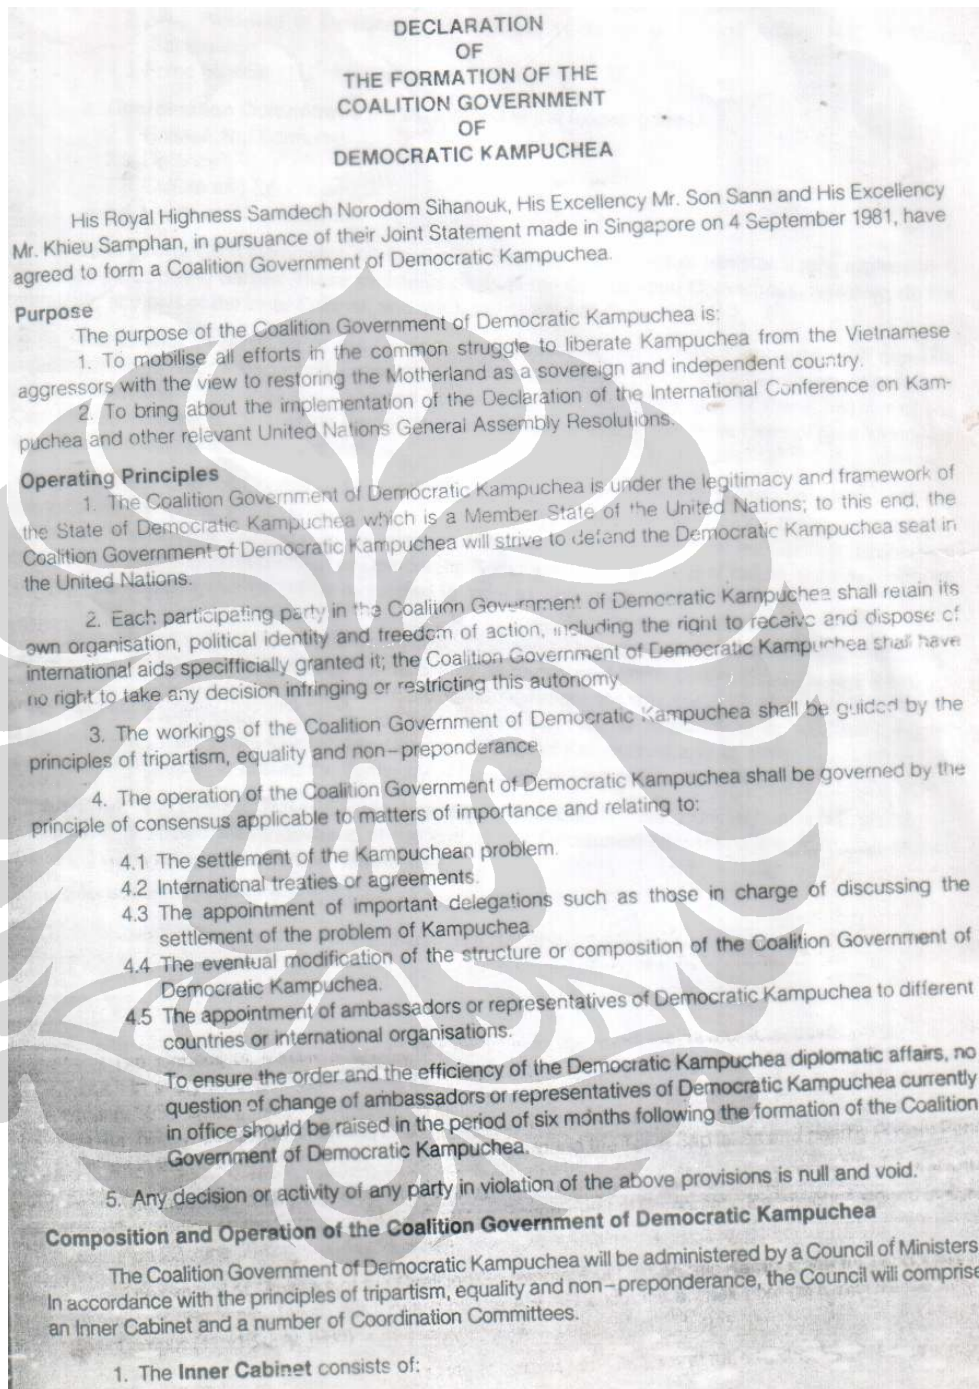 DECLARATION
OF
THE FORMATION OF THE
COALITION GOVERNMENT
OF
DEMOCRATIC KAMPUCHEA
His Royal Highness Samdech Norodom Sihanouk, His Excellency Mr. Son Sann and His Excellency
Mr. Khieu Samphan, in pursuance of their Joint Statement made in Singapore on 4 September 1981, have
agreed to form a Coalition Government of Democratic Kampuchea.
Purpose
The purpose of the Coalition Government of Democratic Kampuchea is:
1. To mobilise all efforts in the common struggle to liberate Kampuchea from the Vietnamese
aggressors with the view to restoring the Motherland as a sovereign and independent country.
2. To bring about the implementation of the Declaration of the International Conference on Kam-
puchea and other relevant United Nations General Assembly Resolutions.
Operating Principles
1. The Coalition Government of Democratic Kampuchea is under the legitimacy and framework of
the State of Democratic Kampuchea which is a Member State of the United Nations; to this end, the
Coalition Government of Democratic Kampuchea will strive to defend the Democratic Kampuchea seat in
the United Nations.
2. Each participating party in the Coalition Government of Democratic Kampuchea shall retain its
own organisation, political identity and freedom of action, including the right to receive and dispose of
international aids speciffically granted it; the Coalition Government of Democratic Kampuchea shall have
no right to take any decision infringing or restricting this autonomy
3. The workings of the Coalition Government of Democratic Kampuchea shall be guided by the
principles of tripartism, equality and non-preponderance.
4. The operation of the Coalition Government of Democratic Kampuchea shall be governed by the
principle of consensus applicable to matters of importance and relating to:
4.1 The settlement of the Kampuchean problem.
4.2 International treaties or agreements.
4.3 The appointment of important delegations such as those in charge of discussing the
settlement of the problem of Kampuchea.
4.4 The eventual modification of the structure or composition of the Coalition Government of
Democratic Kampuchea.
4.5 The appointment of ambassadors or representatives of Democratic Kampuchea to different
countries or international organisations.
To ensure the order and the efficiency of the Democratic Kampuchea diplomatic affairs, no
question of change of ambassadors or representatives of Democratic Kampuchea currently
in office should be raised in the period of six months following the formation of the Coalition
Government of Democratic Kampuchea.
5. Any decision or activity of any party in violation of the above provisions is null and void.
Composition and Operation of the Coalition Government of Democratic Kampuchea
The Coalition Government of Democratic Kampuchea will be administered by a Council of Ministers
In accordance with the principles of tripartism, equality and non-preponderance, the Council will comprise
an Inner Cabinet and a number of Coordination Committees.
1. The Inner Cabinet consists of: